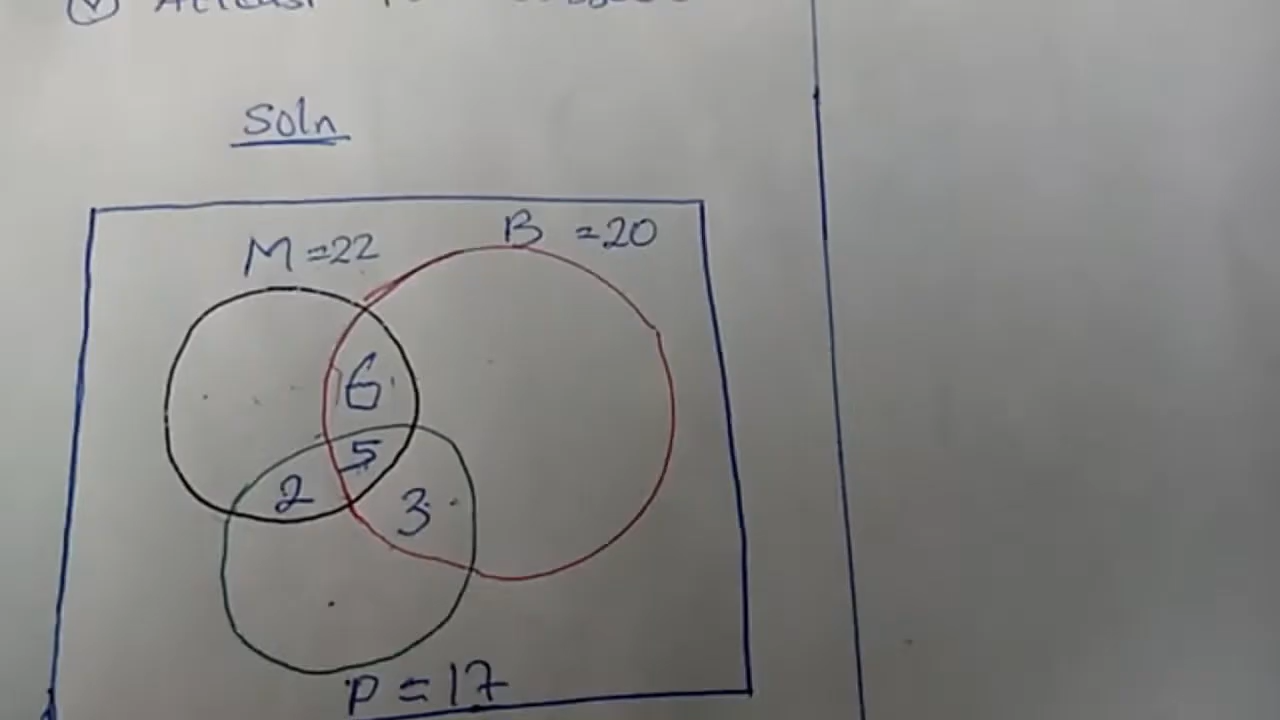 Soln
M = 22
B = 20
6
5
2
3
P = 17